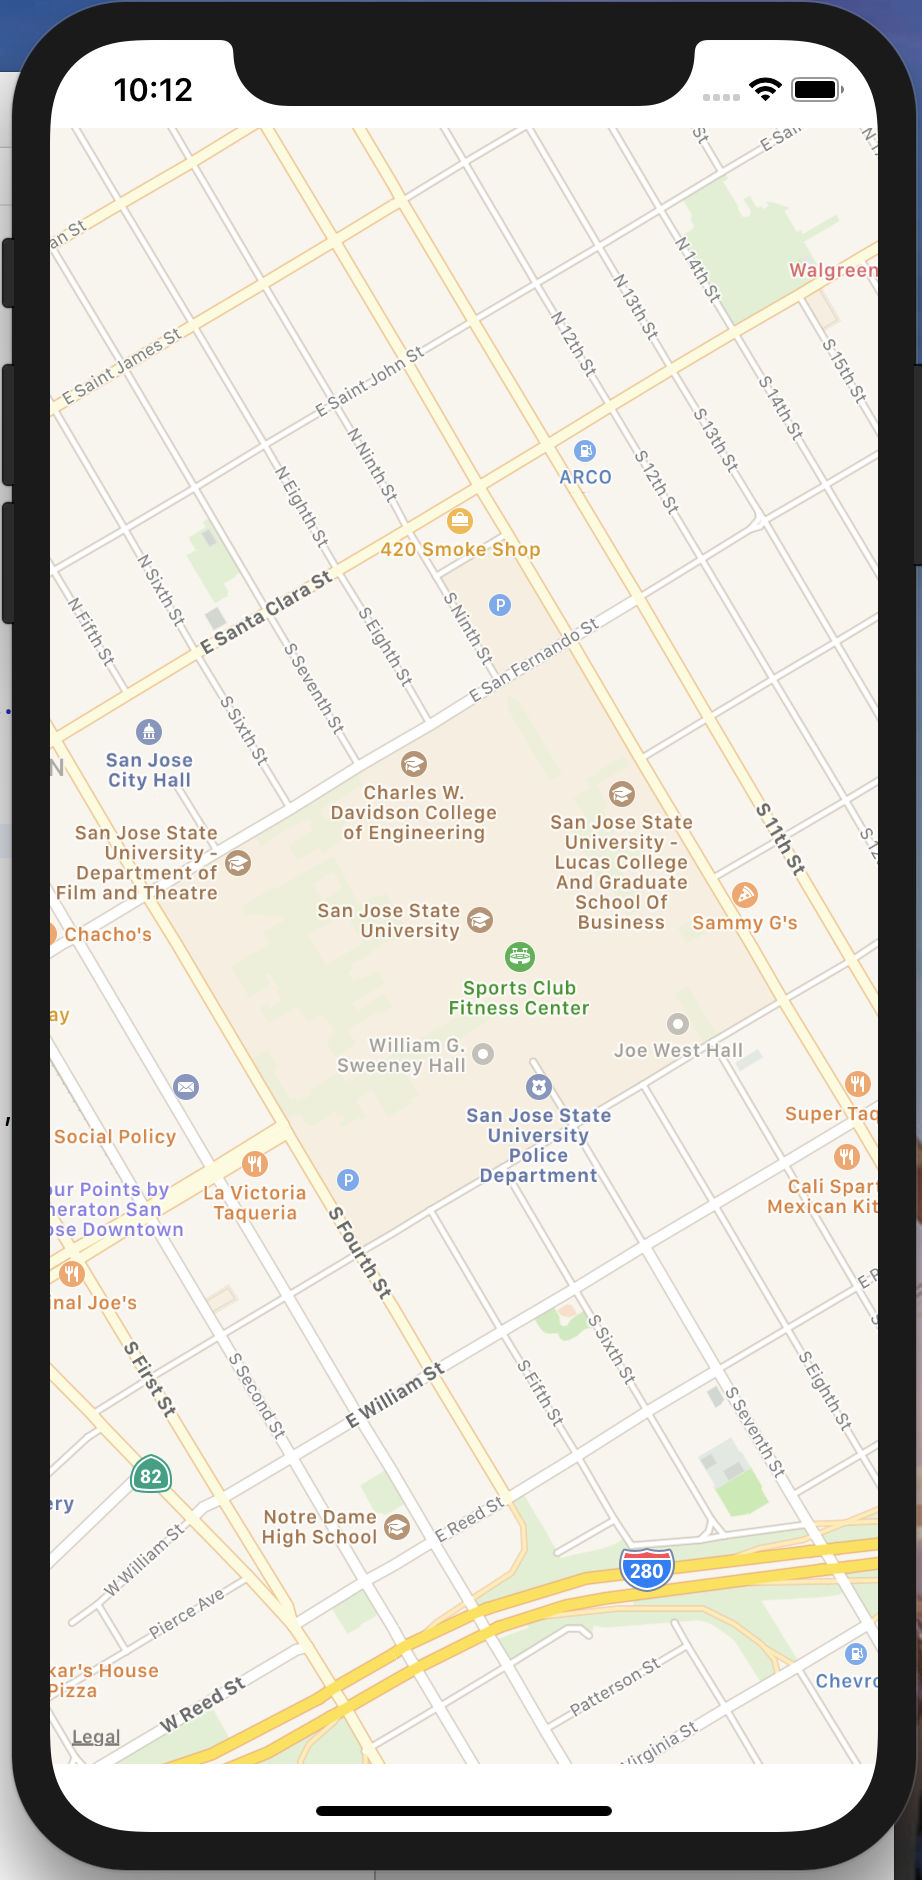 10:12
St
E San
N 1
an St
N 14th St
Walgreen
N 13th St
N 12th St
E Saint James St
E Saint John St
S 15th St
S 14th St
S 13th St
N Ninth St
ARCO
S 12th St
N Eighth St
420 Smoke Shop
N Sixth St
E Santa Clara St
P
N Fifth St
S Ninth St
S Eighth St
E San Fernando St
S Seventh St
S Sixth St
San Jose
City Hall
N
Charles W.
Davidson College
of Engineering
San Jose State
University -
Lucas College
And Graduate
School Of
Business
S 11th St
S 12
San Jose State
University -
Department of
Film and Theatre
Sammy G's
San Jose State
University
Chacho's
Sports Club
Fitness Center
ay
William G.
Sweeney Hall
Joe West Hall
San Jose State
University
Police
Department
Super Taq
Social Policy
our Points by
heraton San
ose Downtown
La Victoria
Taqueria
P
Cali Spart
Mexican Kit
S Fourth St
inal Joe's
E R
S First St
S Second St
E William St
S Fifth St
S Sixth St
S Eighth St
S Seventh St
82
ery
Notre Dame
High School
E Reed St
W William St
280
Pierce Ave
kar's House
Pizza
W Reed St
Patterson St
Chevro
Virginia St
Legal